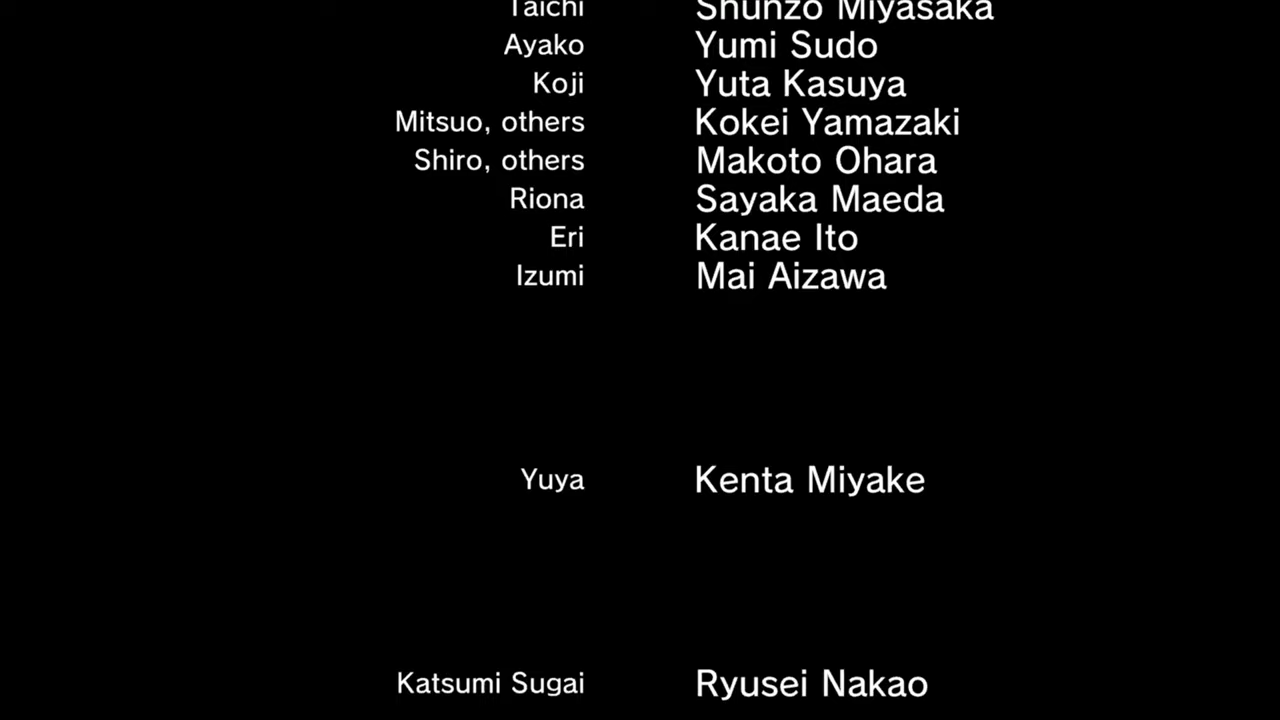 Taichi Shunzo Miyasaka
Ayako Yumi Sudo
Koji Yuta Kasuya
Mitsuo, others Kokei Yamazaki
Shiro, others Makoto Ohara
Riona Sayaka Maeda
Eri Kanae Ito
Izumi Mai Aizawa
Yuya Kenta Miyake
Katsumi Sugai Ryusei Nakao